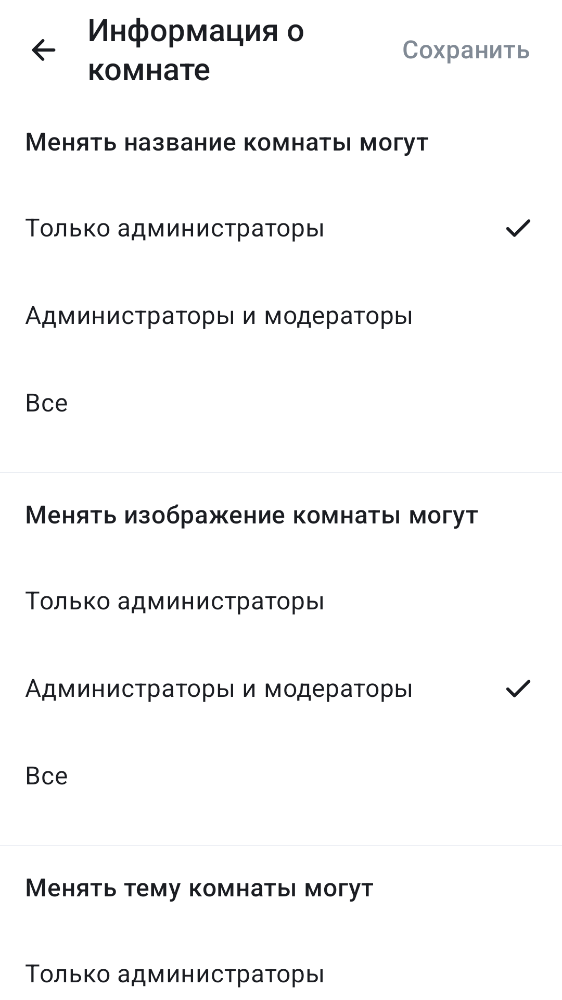 Информация о
комнате
Сохранить
Менять название комнаты могут
Только администраторы
Администраторы и модераторы
Все
Менять изображение комнаты могут
Только администраторы
Администраторы и модераторы
Все
Менять тему комнаты могут
Только администраторы